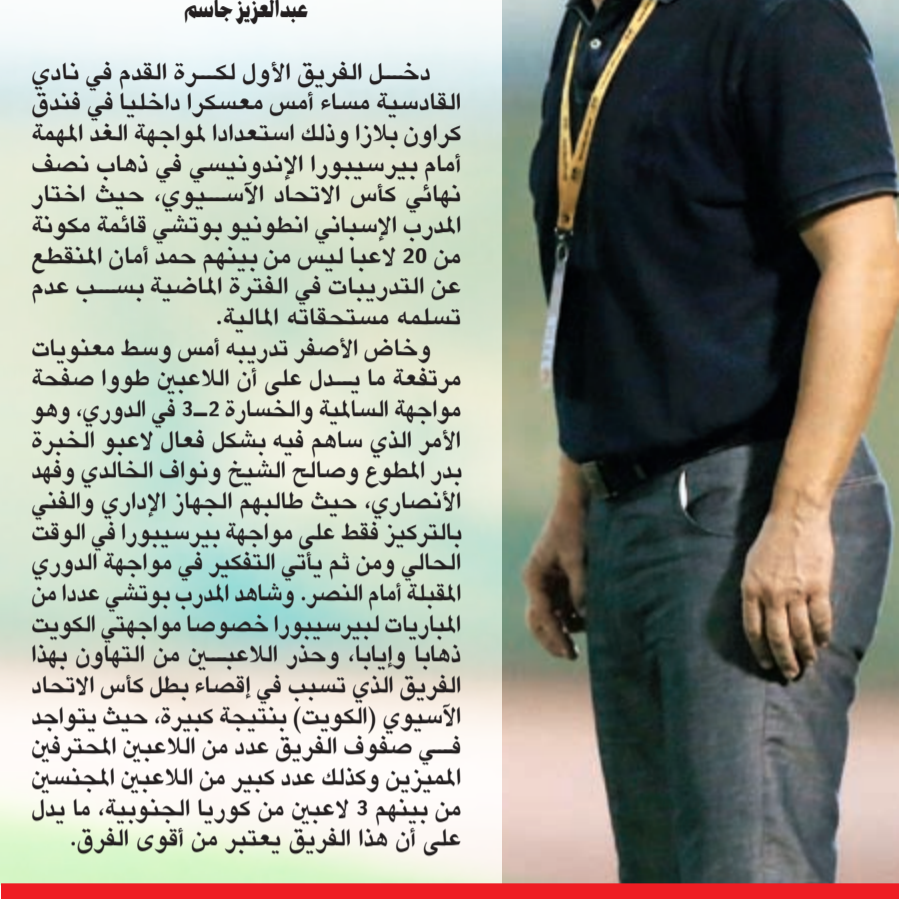 عبدالعزيز جاسم
دخــل الفريق الأول لكــرة القدم في نادي
القادسية مساء أمس معسكرا داخليا في فندق
كراون بلازا وذلك استعدادا لمواجهة الغد المهمة
أمام بيرسيبورا الإندونيسي في ذهاب نصف
نهائي كأس الاتحاد الآســيوي، حيث اختار
المدرب الإسباني انطونيو بوتشي قائمة مكونة
من 20 لاعبا ليس من بينهم حمد أمان المنقطع
عن التدريبات في الفترة الماضية بســب عدم
تسلمه مستحقاته المالية.
وخاض الأصفر تدريبه أمس وسط معنويات
مرتفعة ما يــدل على أن اللاعبين طووا صفحة
مواجهة السالمية والخسارة 2ــ3 في الدوري، وهو
الأمر الذي ساهم فيه بشكل فعال لاعبو الخبرة
بدر المطوع وصالح الشيخ ونواف الخالدي وفهد
الأنصاري، حيث طالبهم الجهاز الإداري والفني
بالتركيز فقط على مواجهة بيرسيبورا في الوقت
الحالي ومن ثم يأتي التفكير في مواجهة الدوري
المقبلة أمام النصر. وشاهد المدرب بوتشي عددا من
المباريات لبيرسيبورا خصوصا مواجهتي الكويت
ذهابا وإيابا، وحذر اللاعبــين من التهاون بهذا
الفريق الذي تسبب في إقصاء بطل كأس الاتحاد
الآسيوي (الكويت) بنتيجة كبيرة، حيث يتواجد
فــي صفوف الفريق عدد من اللاعبين المحترفين
المميزين وكذلك عدد كبير من اللاعبين المجنسين
من بينهم 3 لاعبين من كوريا الجنوبية، ما يدل
على أن هذا الفريق يعتبر من أقوى الفرق.